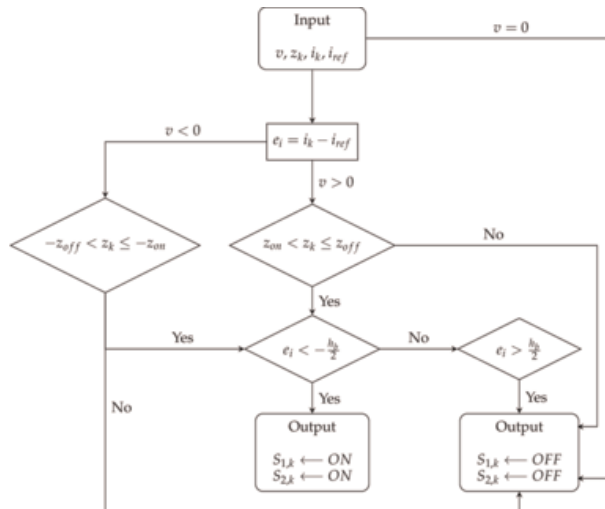 Input
v = 0
v, z_k, i_k, i_ref
v < 0
e_i = i_k − i_ref
v > 0
−z_off < z_k ≤ −z_on
z_on < z_k ≤ z_off
No
Yes
Yes
e_i < −h_b/2
No
e_i > h_b/2
No
Yes
Yes
Output
S_1,k ⟵ ON
S_2,k ⟵ ON
Output
S_1,k ⟵ OFF
S_2,k ⟵ OFF